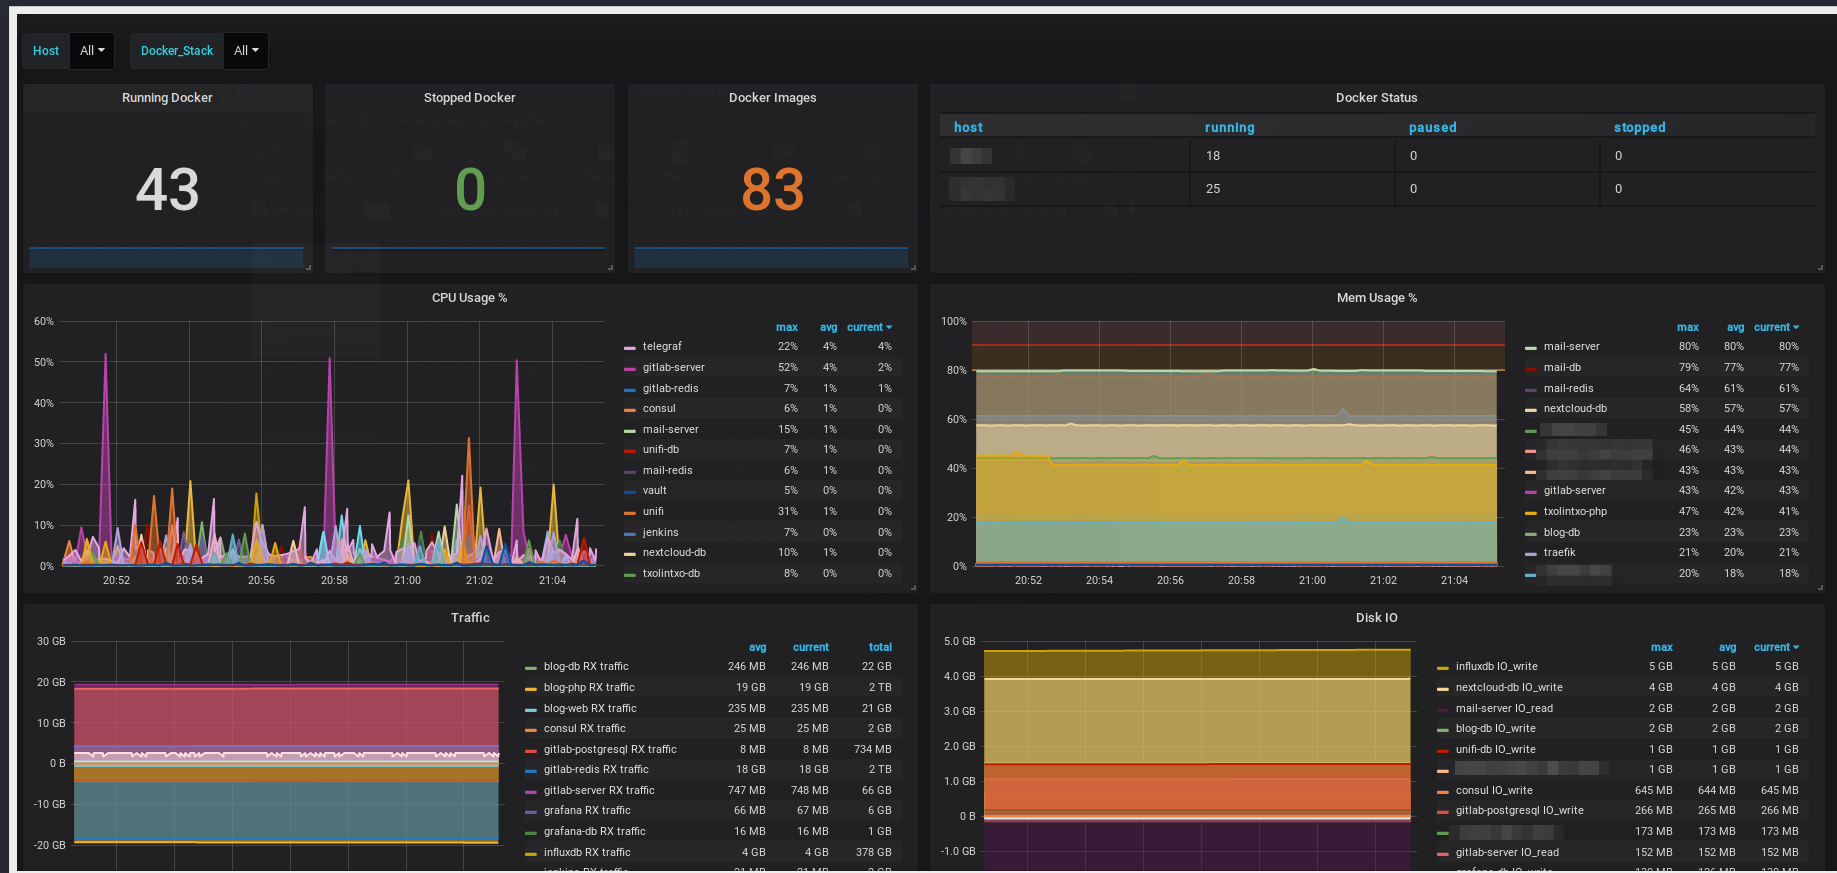 Host All Docker_Stack All
Running Docker
43
Stopped Docker
0
Docker Images
83
Docker Status
host running paused stopped
18 0 0
25 0 0
CPU Usage %
60%
50%
40%
30%
20%
10%
0%
20:52 20:54 20:56 20:58 21:00 21:02 21:04
max avg current
telegraf 22% 4% 4%
gitlab-server 52% 4% 2%
gitlab-redis 7% 1% 1%
consul 6% 1% 0%
mail-server 15% 1% 0%
unifi-db 7% 1% 0%
mail-redis 6% 1% 0%
vault 5% 0% 0%
unifi 31% 1% 0%
jenkins 7% 0% 0%
nextcloud-db 10% 1% 0%
txolintxo-db 8% 0% 0%
Mem Usage %
100%
80%
60%
40%
20%
0%
20:52 20:54 20:56 20:58 21:00 21:02 21:04
max avg current
mail-server 80% 80% 80%
mail-db 79% 77% 77%
mail-redis 64% 61% 61%
nextcloud-db 58% 57% 57%
45% 44% 44%
46% 43% 44%
43% 43% 43%
gitlab-server 43% 42% 43%
txolintxo-php 47% 42% 41%
blog-db 23% 23% 23%
traefik 21% 20% 21%
20% 18% 18%
Traffic
30 GB
20 GB
10 GB
0 B
-10 GB
-20 GB
avg current total
blog-db RX traffic 246 MB 246 MB 22 GB
blog-php RX traffic 19 GB 19 GB 2 TB
blog-web RX traffic 235 MB 235 MB 21 GB
consul RX traffic 25 MB 25 MB 2 GB
gitlab-postgresql RX traffic 8 MB 8 MB 734 MB
gitlab-redis RX traffic 18 GB 18 GB 2 TB
gitlab-server RX traffic 747 MB 748 MB 66 GB
grafana RX traffic 66 MB 67 MB 6 GB
grafana-db RX traffic 16 MB 16 MB 1 GB
influxdb RX traffic 4 GB 4 GB 378 GB
Disk IO
5.0 GB
4.0 GB
3.0 GB
2.0 GB
1.0 GB
0 B
-1.0 GB
max avg current
influxdb IO_write 5 GB 5 GB 5 GB
nextcloud-db IO_write 4 GB 4 GB 4 GB
mail-server IO_read 2 GB 2 GB 2 GB
blog-db IO_write 2 GB 2 GB 2 GB
unifi-db IO_write 1 GB 1 GB 1 GB
1 GB 1 GB 1 GB
consul IO_write 645 MB 644 MB 645 MB
gitlab-postgresql IO_write 266 MB 265 MB 266 MB
173 MB 173 MB 173 MB
gitlab-server IO_read 152 MB 152 MB 152 MB